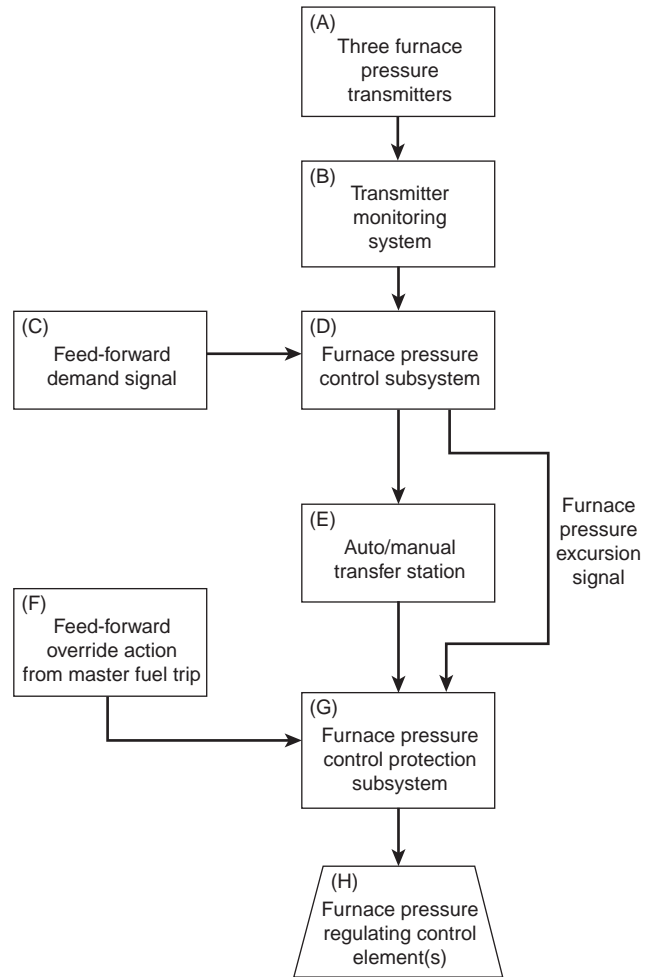 (A)
Three furnace
pressure
transmitters
(B)
Transmitter
monitoring
system
(C)
Feed-forward
demand signal
(D)
Furnace pressure
control subsystem
(E)
Auto/manual
transfer station
Furnace
pressure
excursion
signal
(F)
Feed-forward
override action
from master fuel trip
(G)
Furnace pressure
control protection
subsystem
(H)
Furnace pressure
regulating control
element(s)